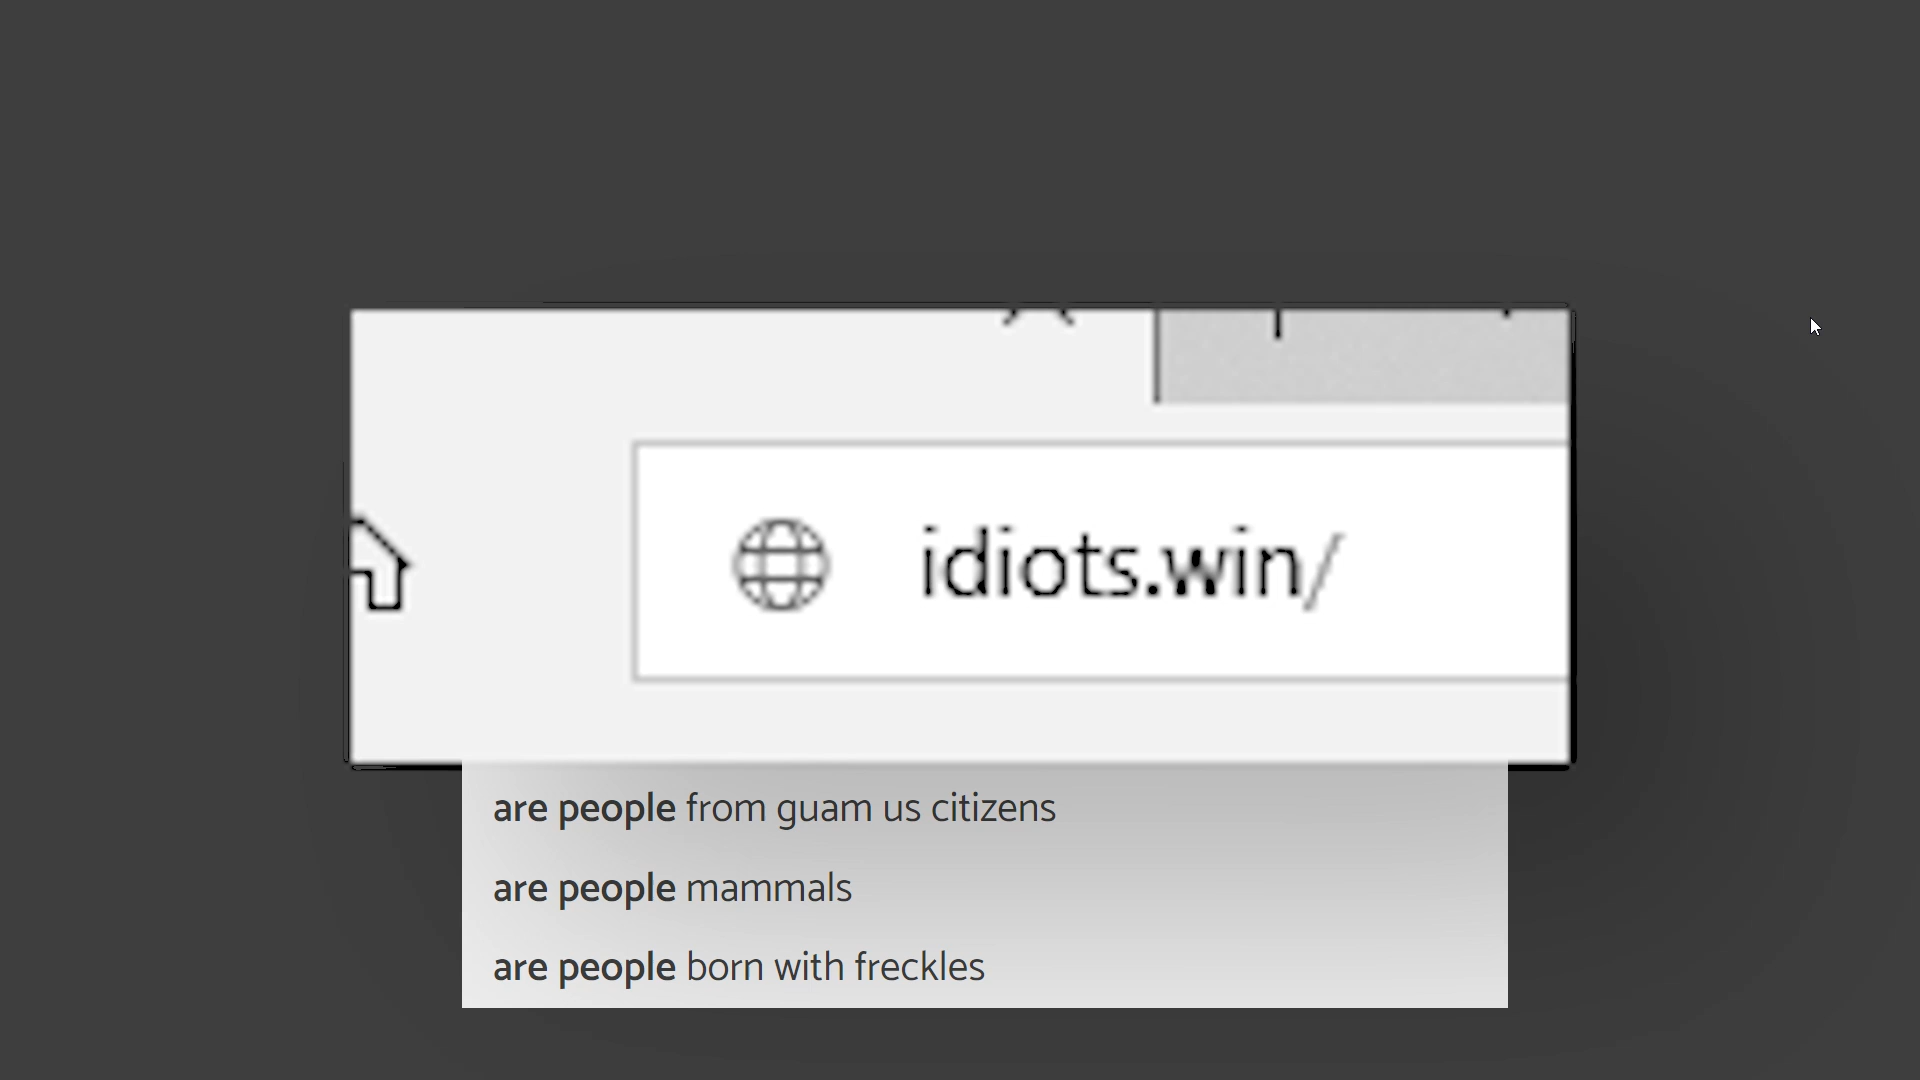 idiots.win/
are people from guam us citizens
are people mammals
are people born with freckles